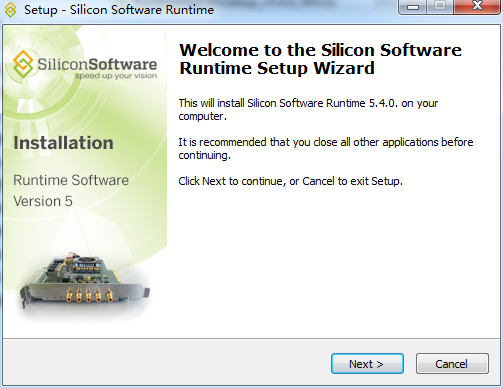 Setup - Silicon Software Runtime
SiliconSoftware
speed up your vision
Installation
Runtime Software
Version 5
Welcome to the Silicon Software
Runtime Setup Wizard
This will install Silicon Software Runtime 5.4.0. on your
computer.
It is recommended that you close all other applications before
continuing.
Click Next to continue, or Cancel to exit Setup.
Next >
Cancel